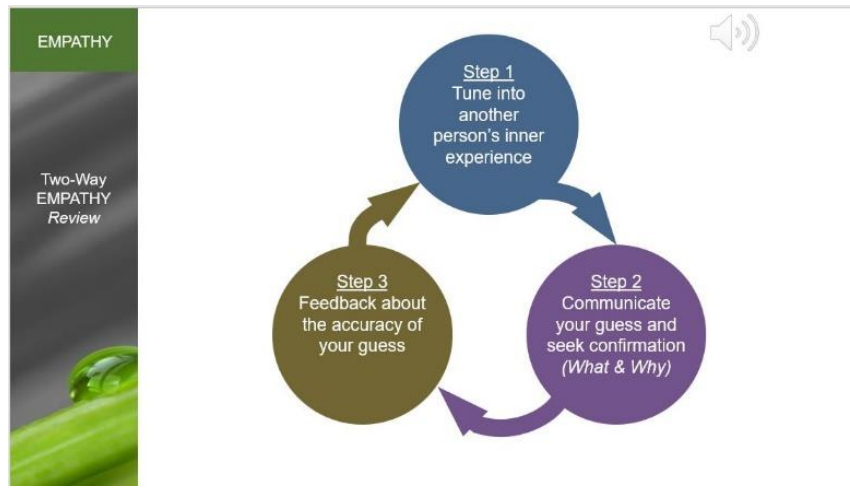 EMPATHY
Two-Way
EMPATHY
Review
Step 1
Tune into
another
person's inner
experience
Step 2
Communicate
your guess and
seek confirmation
(What & Why)
Step 3
Feedback about
the accuracy of
your guess